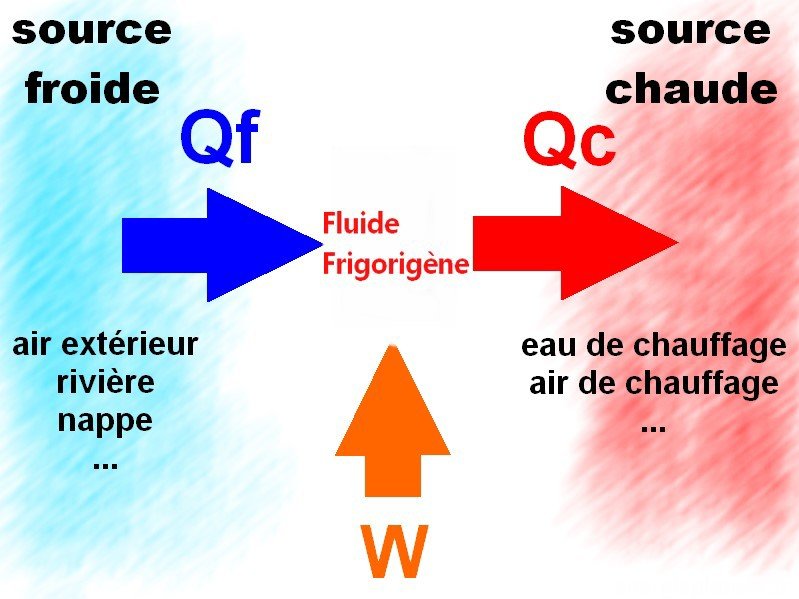 source
froide
source
chaude
Qf
Qc
Fluide
Frigorigène
air extérieur
rivière
nappe
...
eau de chauffage
air de chauffage
...
W